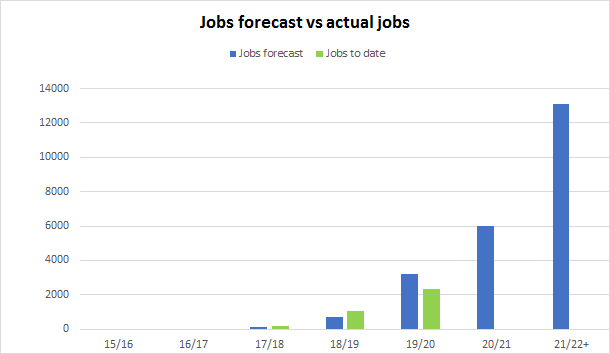 Jobs forecast vs actual jobs
Jobs forecast Jobs to date
14000
12000
10000
8000
6000
4000
2000
0
15/16 16/17 17/18 18/19 19/20 20/21 21/22+